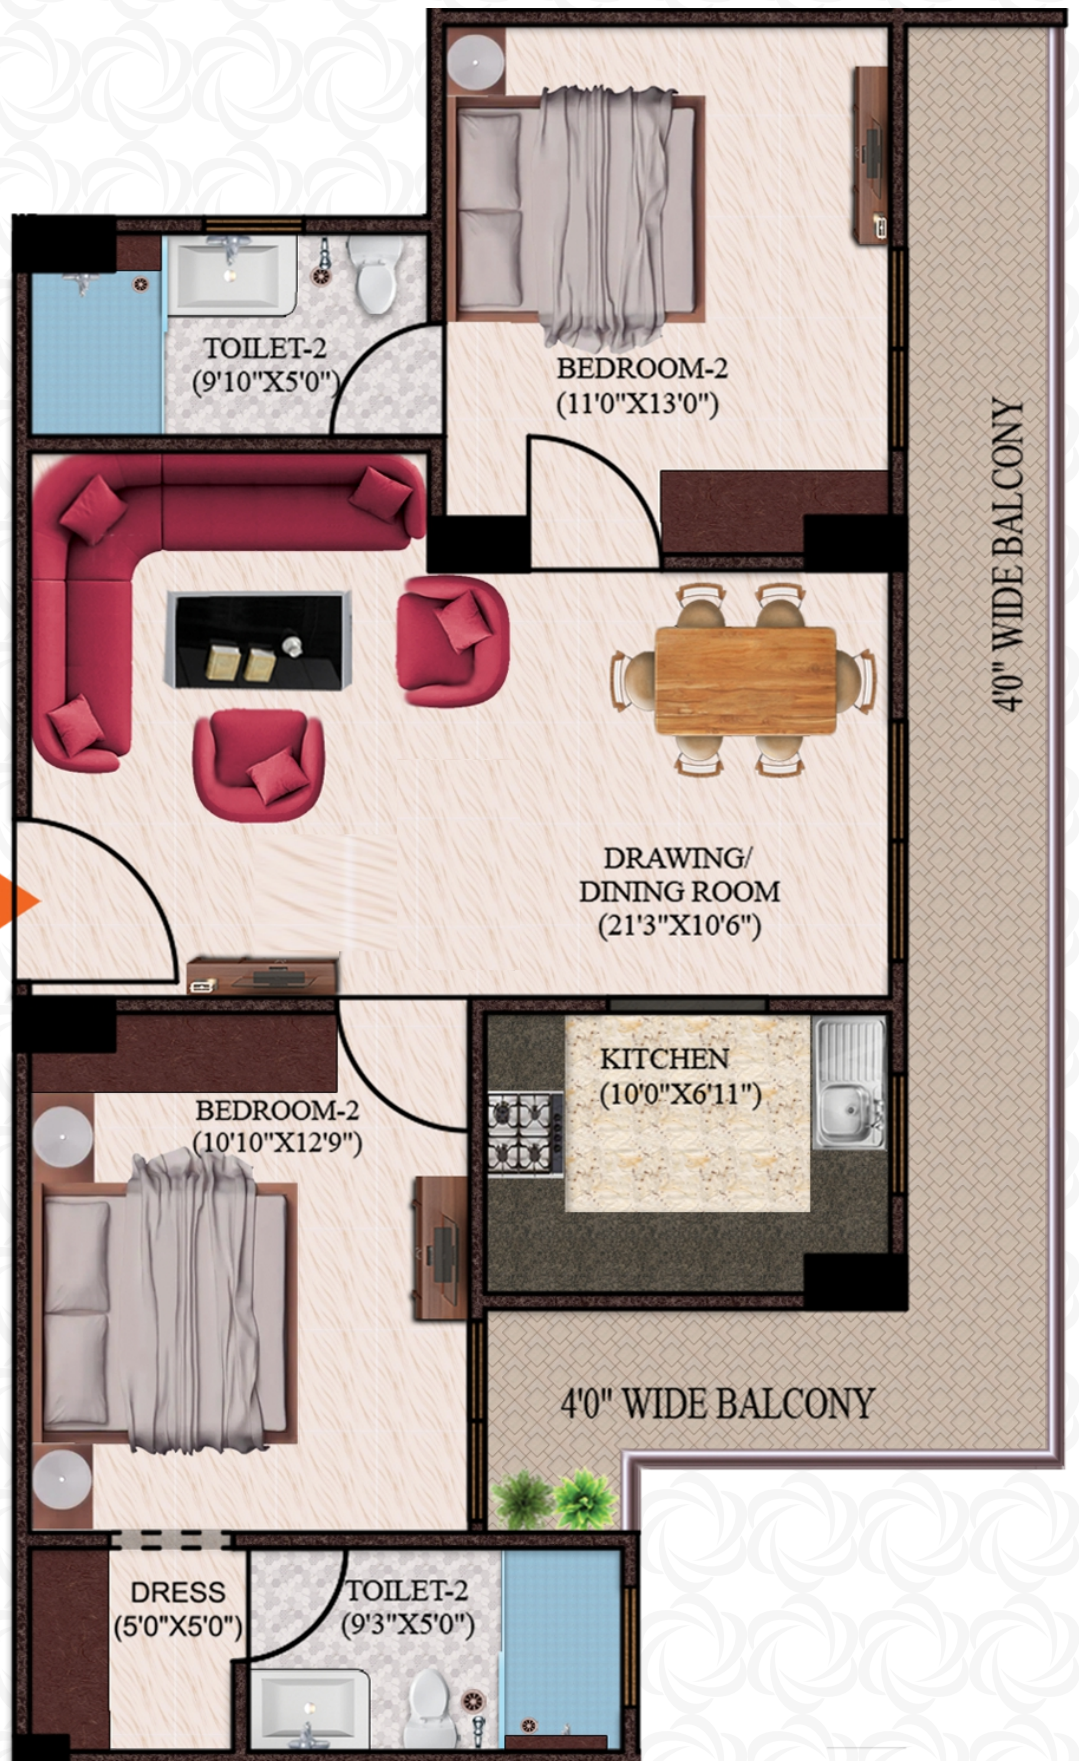 TOILET-2
(9'10"X5'0")
BEDROOM-2
(11'0"X13'0")
4'0" WIDE BALCONY
DRAWING/
DINING ROOM
(21'3"X10'6")
KITCHEN
(10'0"X6'11")
BEDROOM-2
(10'10"X12'9")
4'0" WIDE BALCONY
DRESS
(5'0"X5'0")
TOILET-2
(9'3"X5'0")